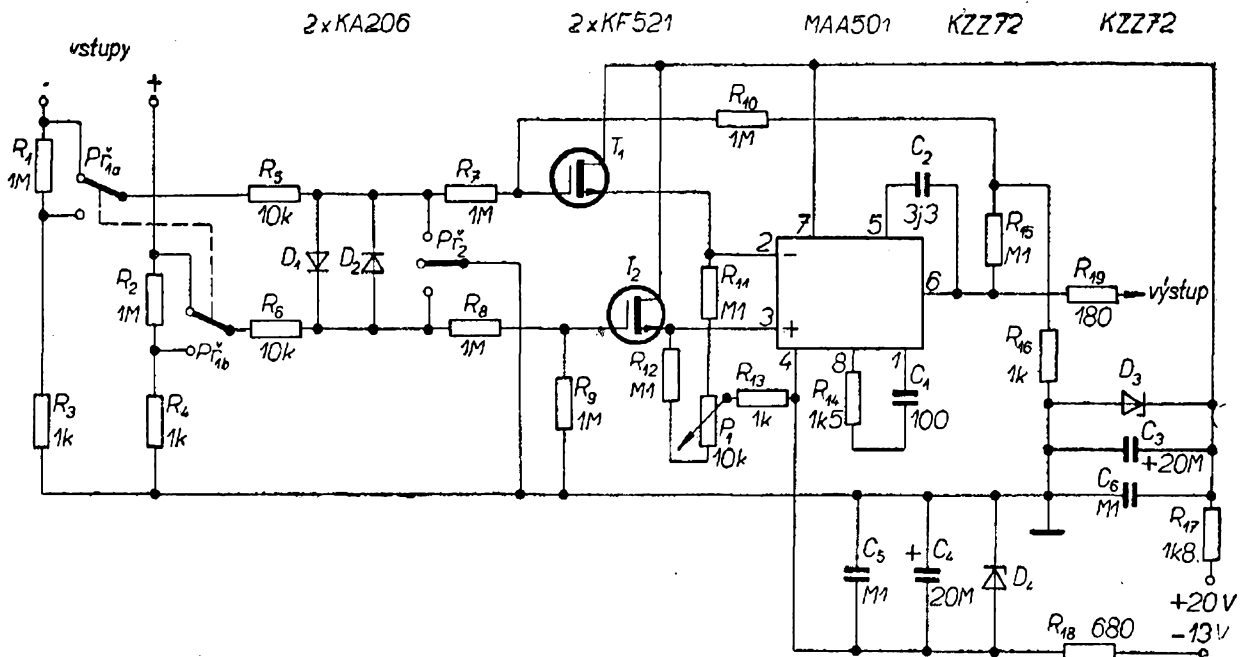 2xKA206 2xKF521 MAA501 KZZ72 KZZ72
vstupy
- +
R1 1M
Př1a
R5 10k
R7 1M
R10 1M
T1
C2 3j3
R15 M1
R2 1M
Př1b
D1 D2
Př2
R6 10k
R8 1M
T2
R11 M1
2 - 7 5 6
3 + 4 8 1
R19 180
výstup
R12 M1
R13 1k
R14 1k5
C1 100
R16 1k
D3
C3 +20M
C6 M1
R3 1k
R4 1k
R9 1M
P1 10k
R17 1k8
C5 M1
+ C4 20M
D4
+20V
-13V
R18 680